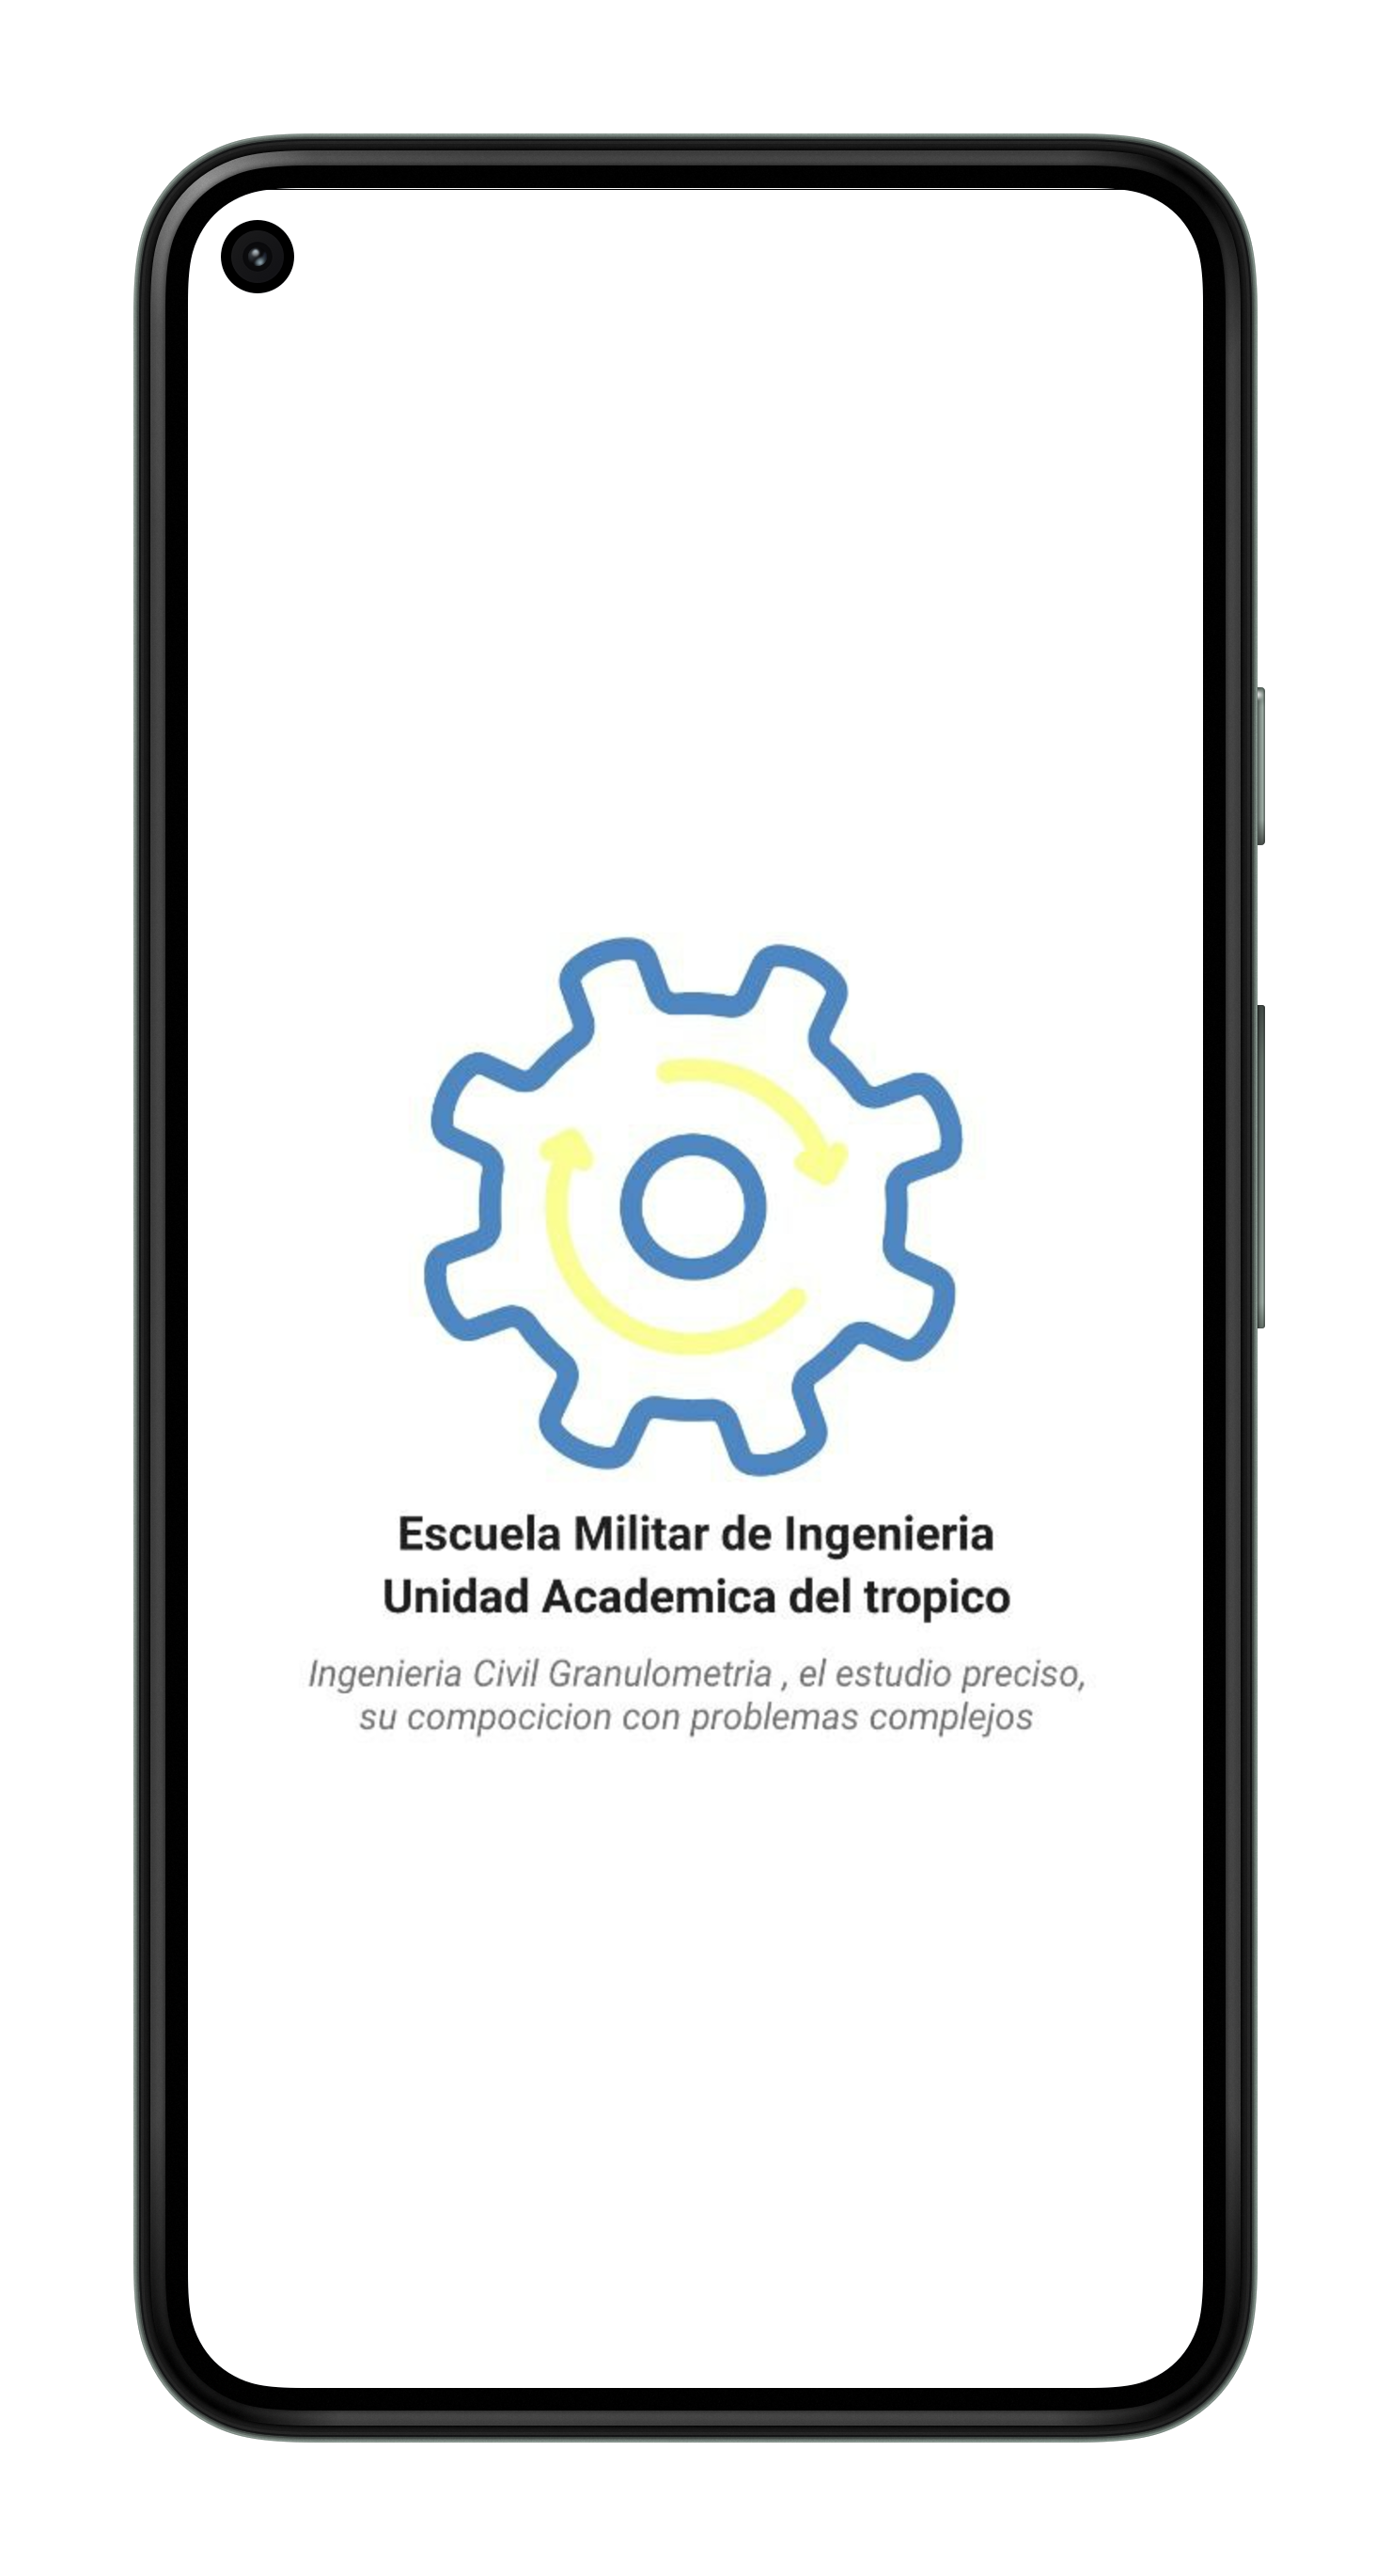 Escuela Militar de Ingenieria
Unidad Academica del tropico
Ingenieria Civil Granulometria , el estudio preciso,
su compocicion con problemas complejos